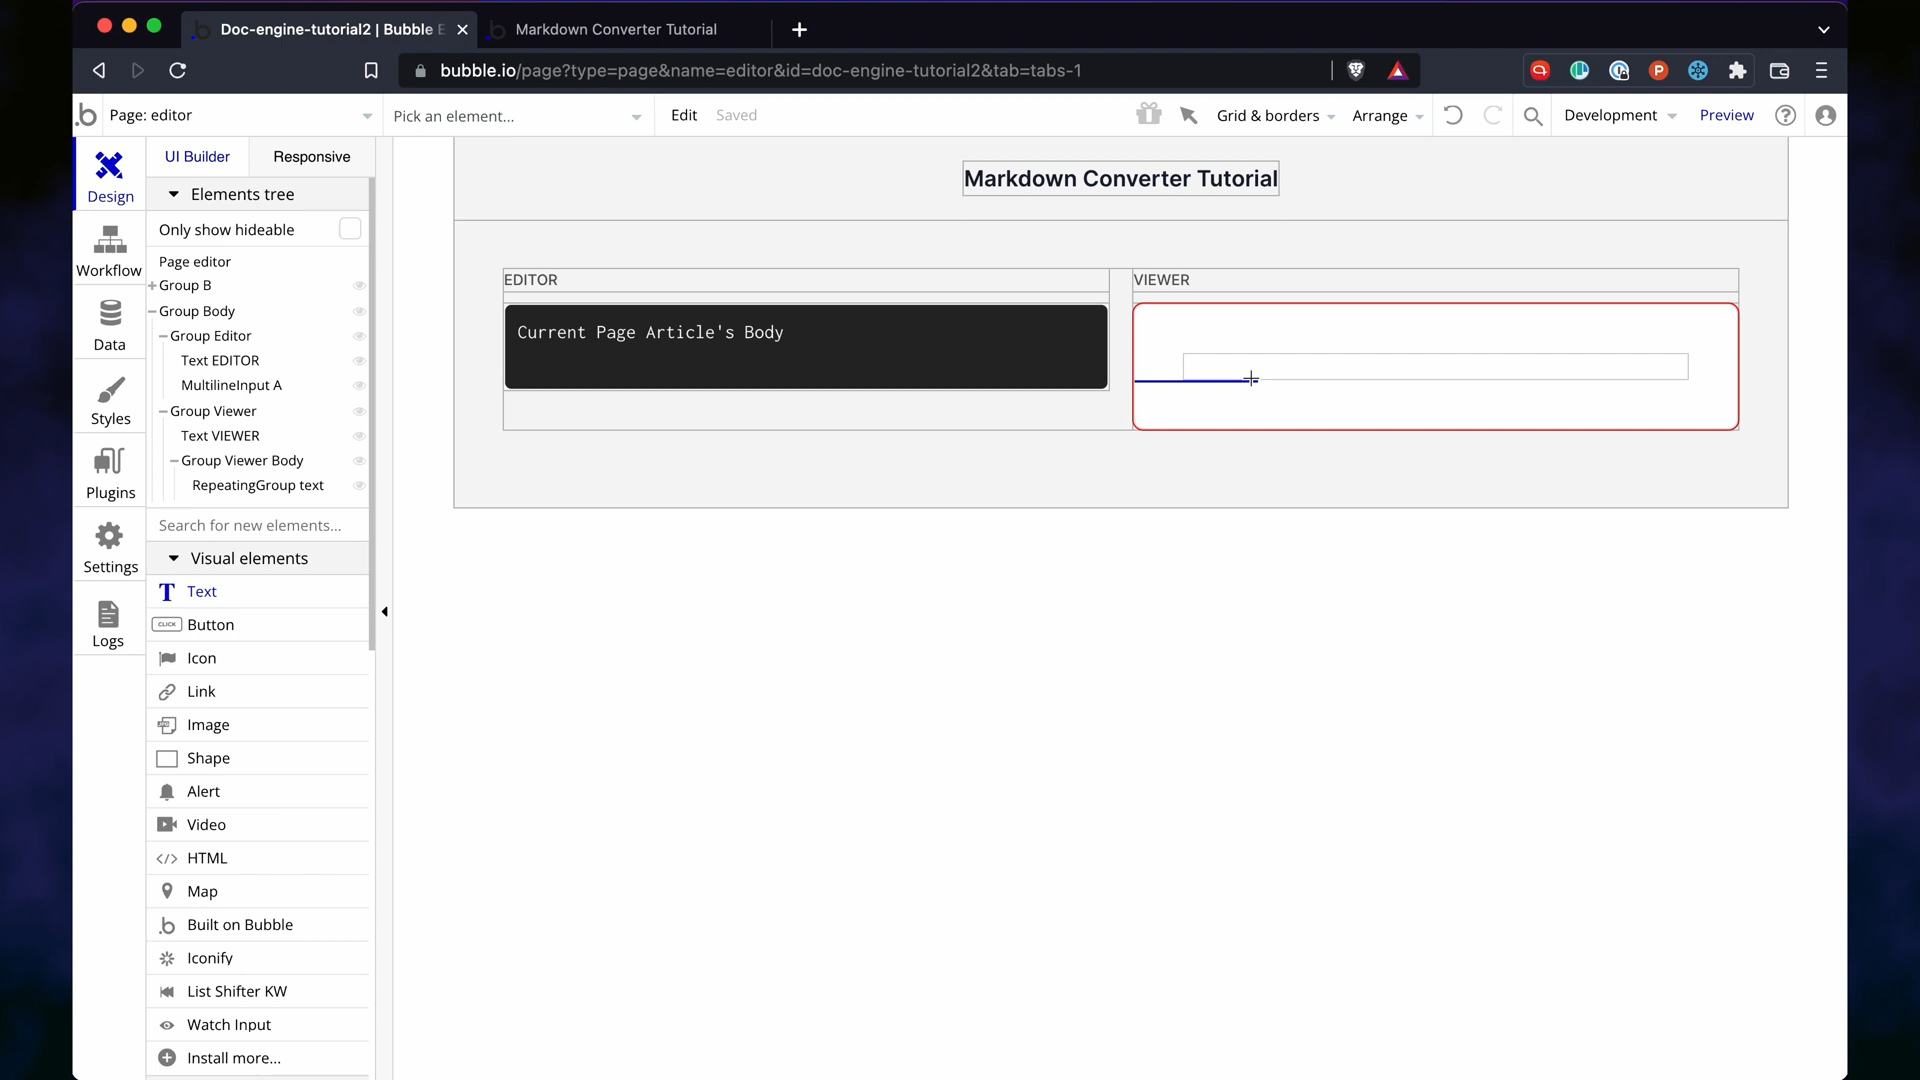 Doc-engine-tutorial2 | Bubble E
Markdown Converter Tutorial
bubble.io/page?type=page&name=editor&id=doc-engine-tutorial2&tab=tabs-1
P
.b
Page: editor
Pick an element...
Edit
Saved
Grid & borders
Arrange
Development
Preview
UI Builder
Responsive
Design
Workflow
Data
Styles
Plugins
Settings
Logs
Elements tree
Only show hideable
Page editor
Group B
Group Body
Group Editor
Text EDITOR
MultilineInput A
Group Viewer
Text VIEWER
Group Viewer Body
RepeatingGroup text
Search for new elements...
Visual elements
T Text
CLICK Button
Icon
Link
Image
Shape
Alert
Video
</> HTML
Map
Built on Bubble
Iconify
List Shifter KW
Watch Input
Install more...
Markdown Converter Tutorial
EDITOR
Current Page Article's Body
VIEWER